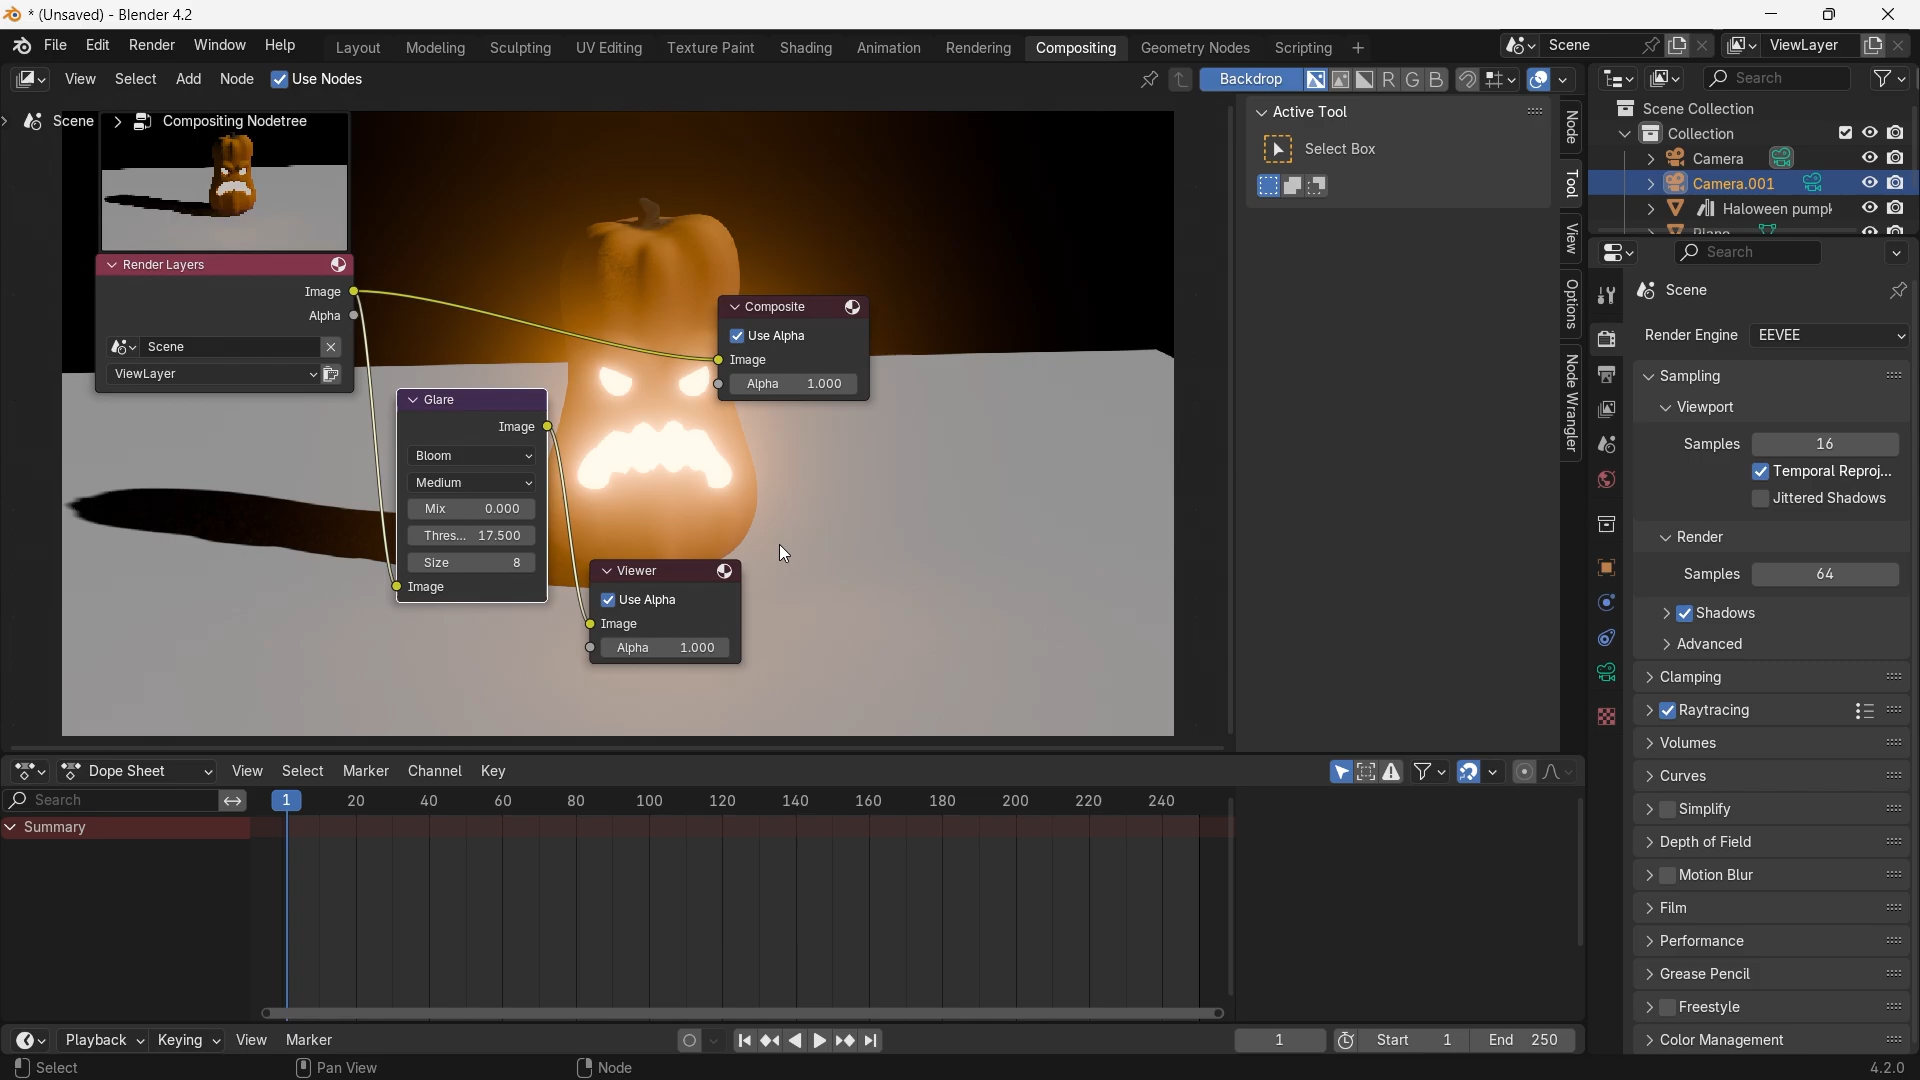 * (Unsaved) - Blender 4.2
File Edit Render Window Help
Layout Modeling Sculpting UV Editing Texture Paint Shading Animation Rendering Compositing Geometry Nodes Scripting +
Scene
ViewLayer
View Select Add Node Use Nodes
Backdrop R G B
Search
Scene > Compositing Nodetree
Active Tool
Select Box
Node
Tool
View
Options
Node Wrangler
Scene Collection
Collection
Camera
Camera.001
Haloween pumpk
Plane
Search
Scene
Render Engine EEVEE
Sampling
Viewport
Samples 16
Temporal Reproj...
Jittered Shadows
Render
Samples 64
Shadows
Advanced
Clamping
Raytracing
Volumes
Curves
Simplify
Depth of Field
Motion Blur
Film
Performance
Grease Pencil
Freestyle
Color Management
Render Layers
Image
Alpha
Scene
ViewLayer
Composite
Use Alpha
Image
Alpha 1.000
Glare
Image
Bloom
Medium
Mix 0.000
Thres... 17.500
Size 8
Image
Viewer
Use Alpha
Image
Alpha 1.000
Dope Sheet View Select Marker Channel Key
Search
1 20 40 60 80 100 120 140 160 180 200 220 240
Summary
Playback Keying View Marker
1 Start 1 End 250
Select Pan View Node 4.2.0